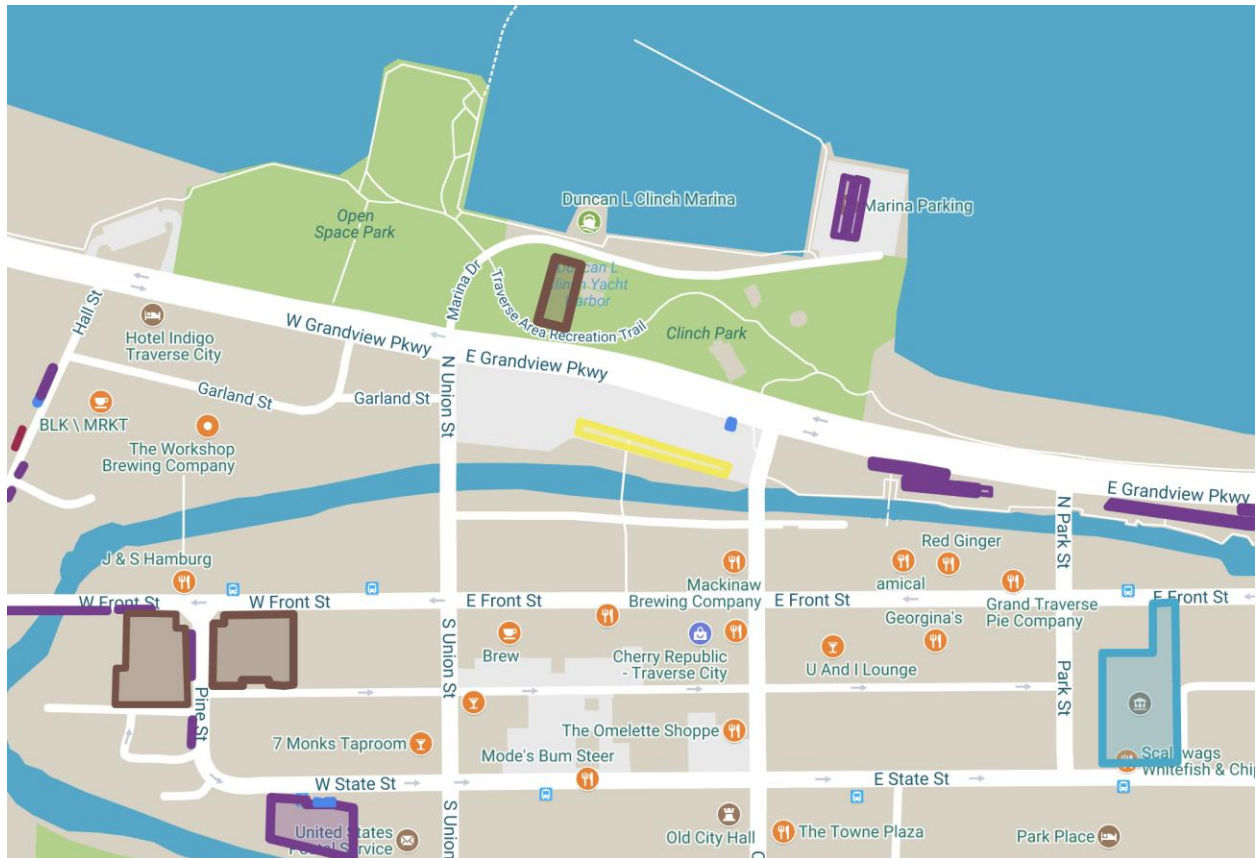 Duncan L Clinch Marina
Marina Parking
Open
Space Park
Duncan L
Clinch Yacht
Harbor
Marina Dr
Traverse Area Recreation Trail
Clinch Park
Hall St
Hotel Indigo
Traverse City
W Grandview Pkwy
E Grandview Pkwy
N Union St
Garland St
Garland St
BLK \ MRKT
The Workshop
Brewing Company
E Grandview Pkwy
N Park St
J & S Hamburg
Red Ginger
amical
Mackinaw
Brewing Company
W Front St
W Front St
E Front St
E Front St
Grand Traverse
Pie Company
E Front St
Georgina's
S Union St
Brew
Cherry Republic
- Traverse City
U And I Lounge
Park St
Pine St
7 Monks Taproom
The Omelette Shoppe
Mode's Bum Steer
Scallywags
Whitefish & Chip
W State St
E State St
S Union
United States
Postal Service
Old City Hall
The Towne Plaza
Park Place
C